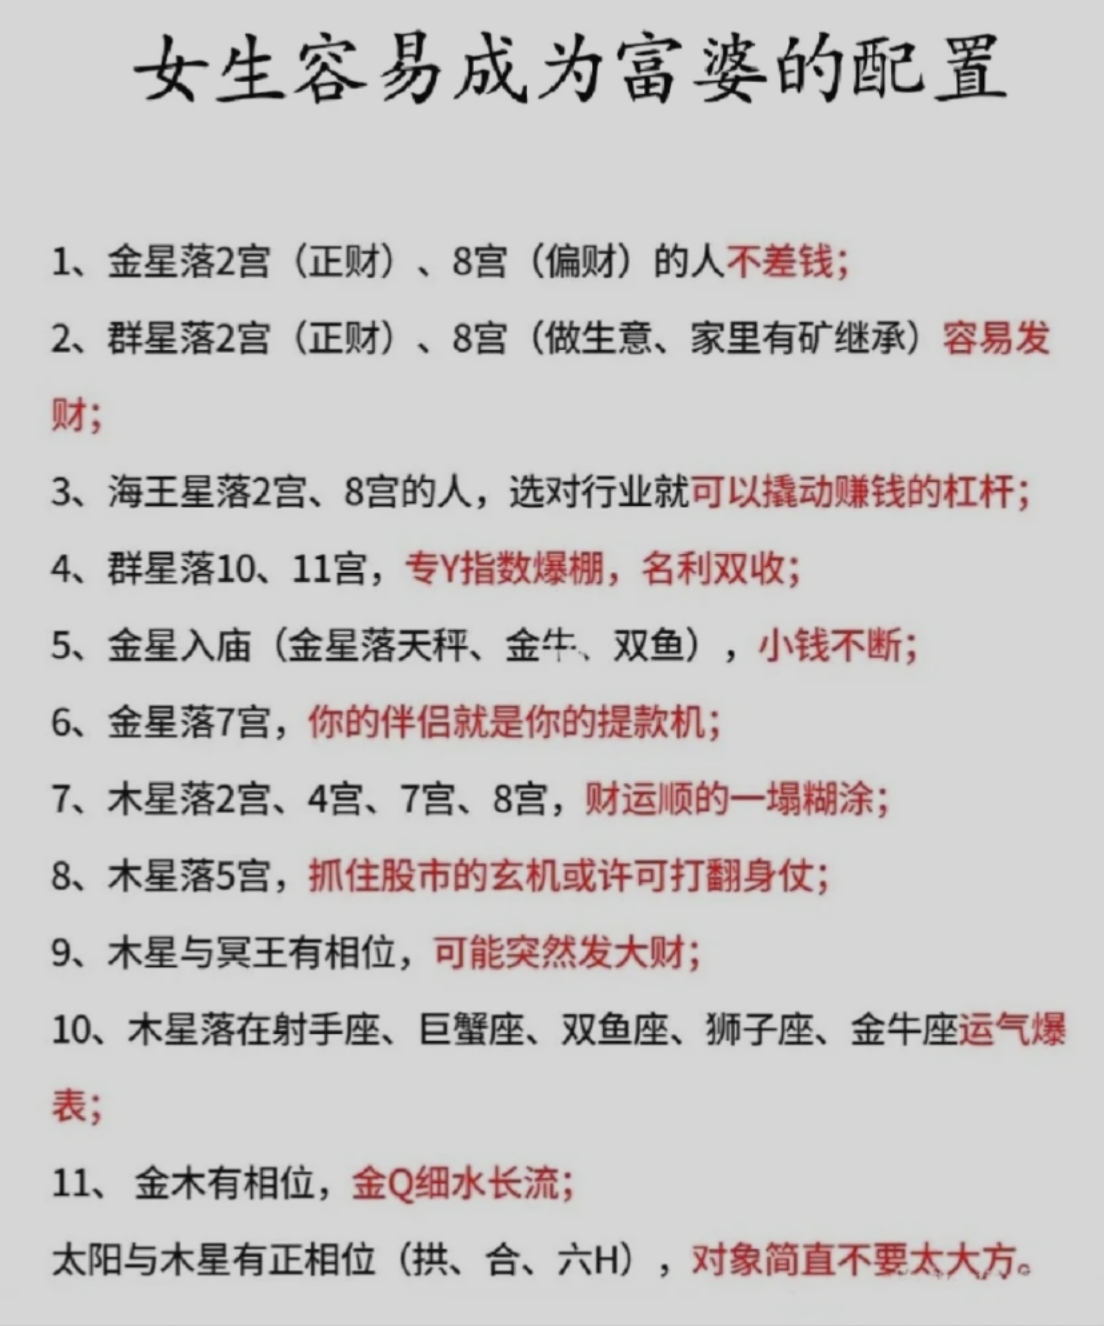 女生容易成为富婆的配置
1、金星落2宫（正财）、8宫（偏财）的人不差钱；
2、群星落2宫（正财）、8宫（做生意、家里有矿继承）容易发
财；
3、海王星落2宫、8宫的人，选对行业就可以撬动赚钱的杠杆；
4、群星落10、11宫，专Y指数爆棚，名利双收；
5、金星入庙（金星落天秤、金牛、双鱼），小钱不断；
6、金星落7宫，你的伴侣就是你的提款机；
7、木星落2宫、4宫、7宫、8宫，财运顺的一塌糊涂；
8、木星落5宫，抓住股市的玄机或许可打翻身仗；
9、木星与冥王有相位，可能突然发大财；
10、木星落在射手座、巨蟹座、双鱼座、狮子座、金牛座运气爆
表；
11、 金木有相位，金Q细水长流；
太阳与木星有正相位（拱、合、六H），对象简直不要太大方。